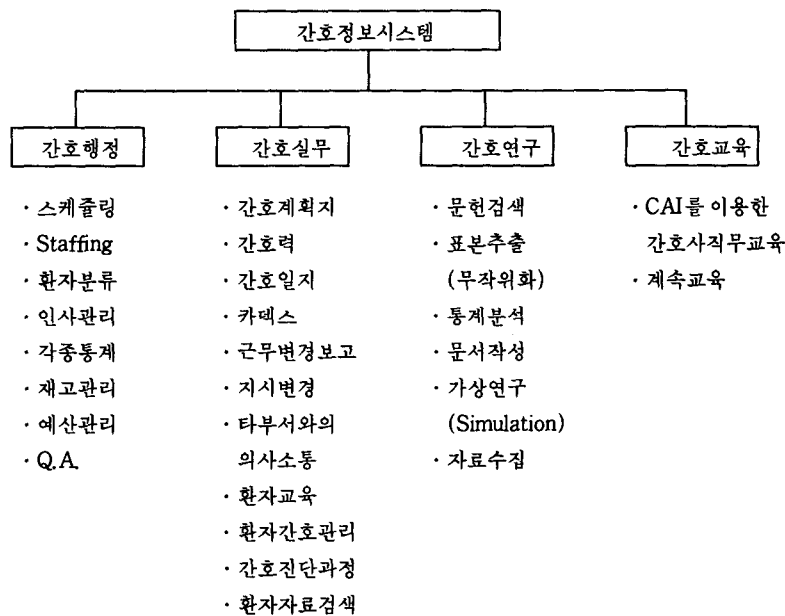 간호정보시스템
간호행정
· 스케쥴링
· Staffing
· 환자분류
· 인사관리
· 각종통계
· 재고관리
· 예산관리
· Q.A.
간호실무
· 간호계획지
· 간호력
· 간호일지
· 카덱스
· 근무변경보고
· 지시변경
· 타부서와의
의사소통
· 환자교육
· 환자간호관리
· 간호진단과정
· 환자자료검색
간호연구
· 문헌검색
· 표본추출
(무작위화)
· 통계분석
· 문서작성
· 가상연구
(Simulation)
· 자료수집
간호교육
· CAI를 이용한
간호사직무교육
· 계속교육